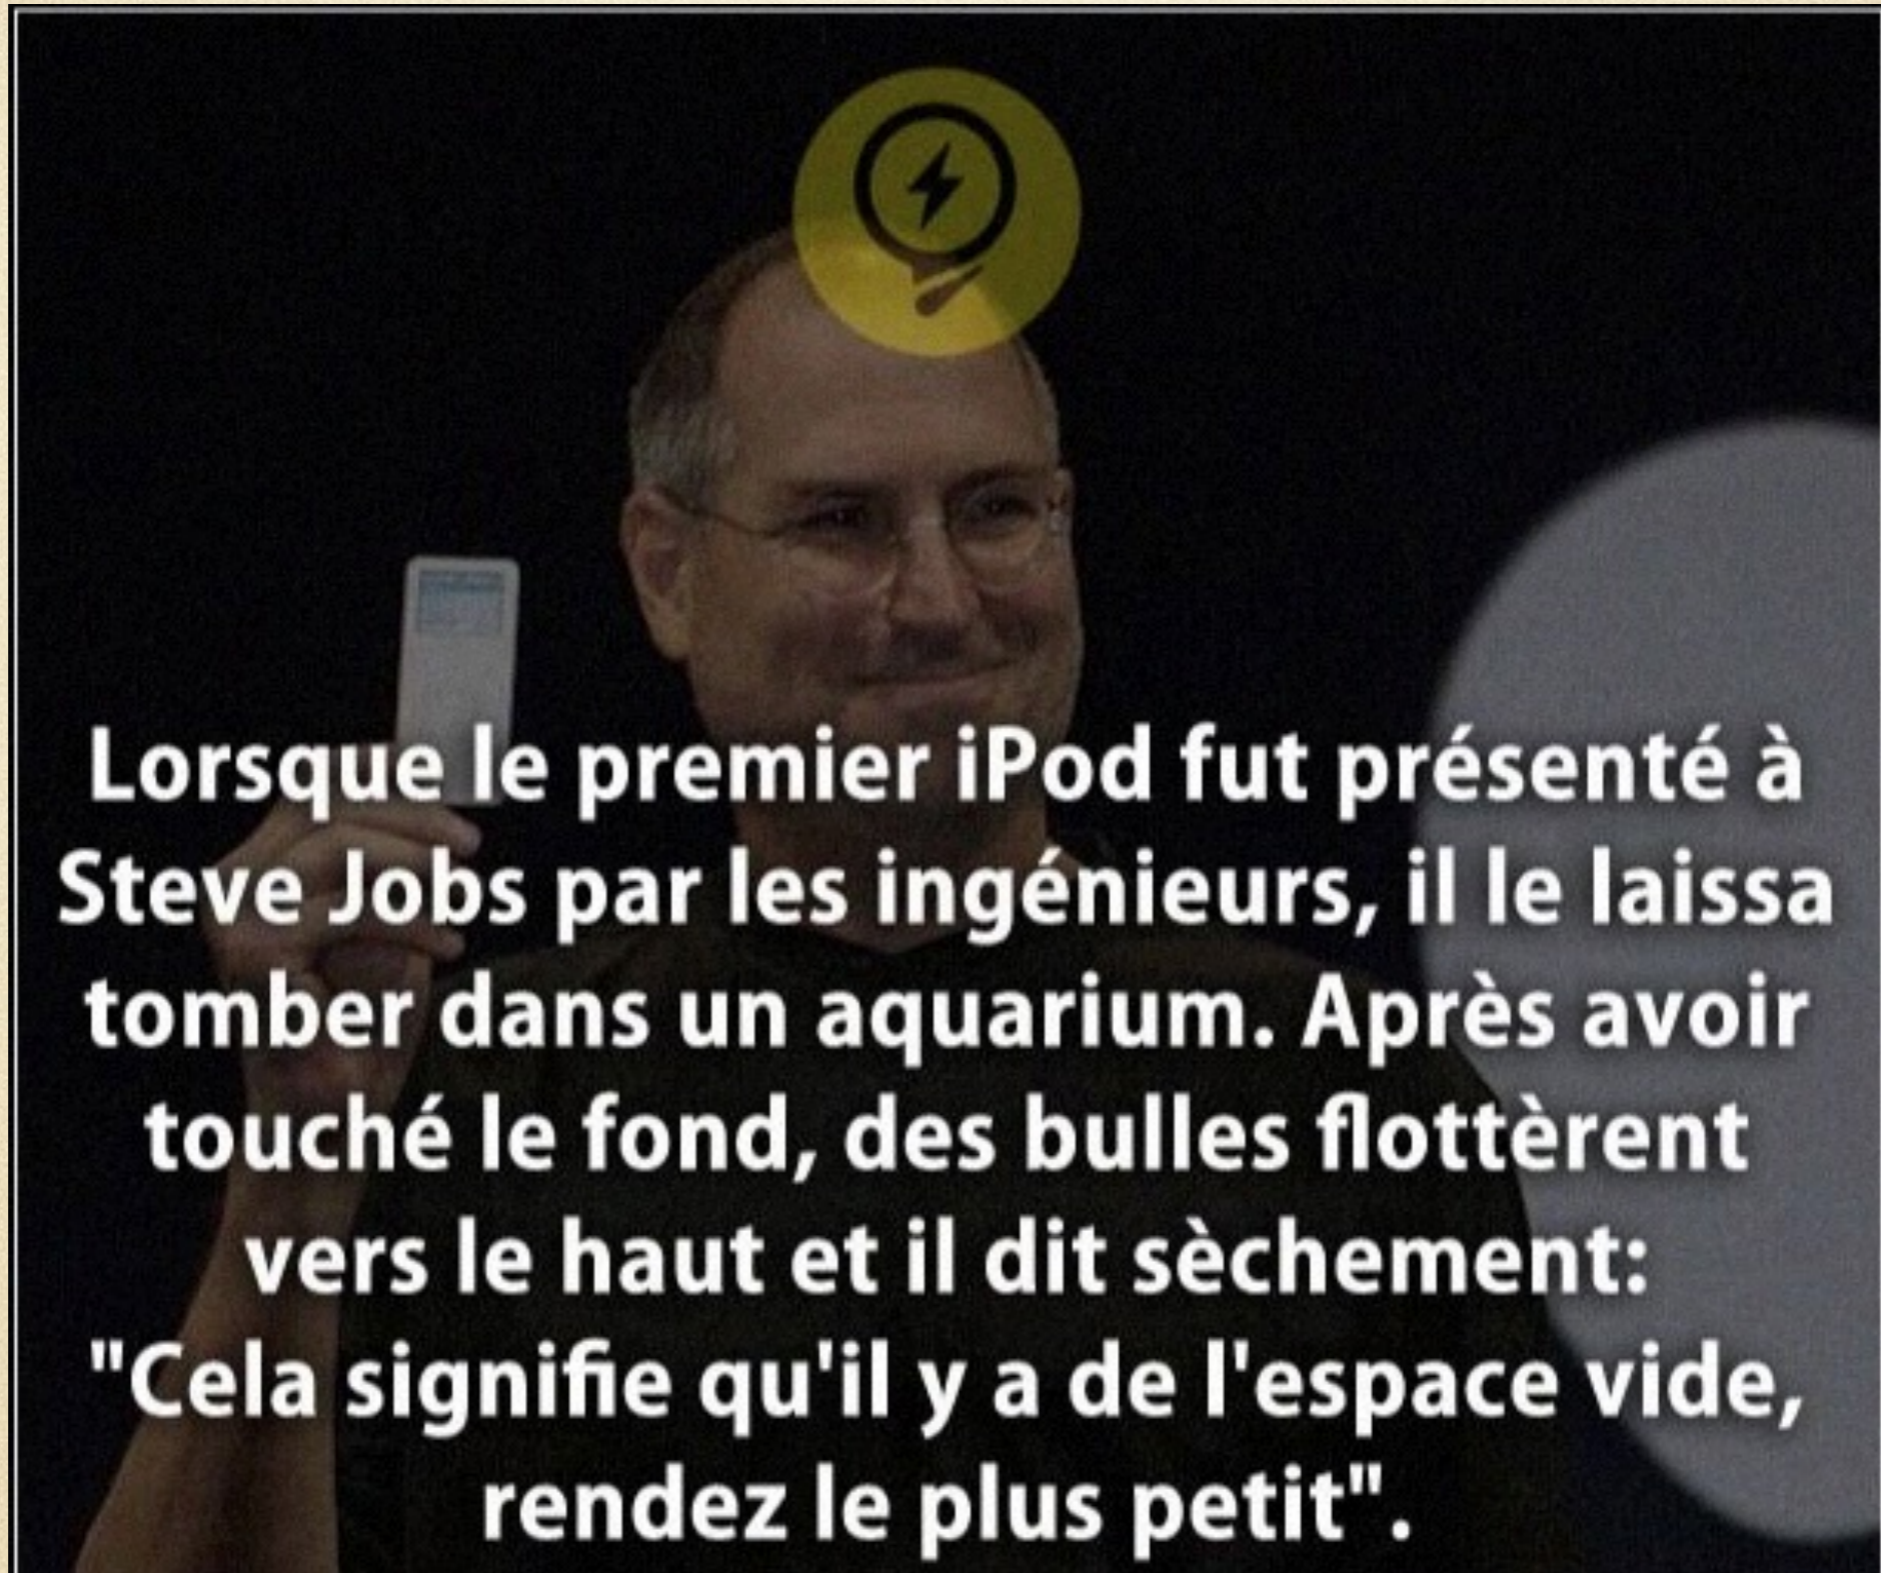 Lorsque le premier iPod fut présenté à
Steve Jobs par les ingénieurs, il le laissa
tomber dans un aquarium. Après avoir
touché le fond, des bulles flottèrent
vers le haut et il dit sèchement:
"Cela signifie qu'il y a de l'espace vide,
rendez le plus petit".